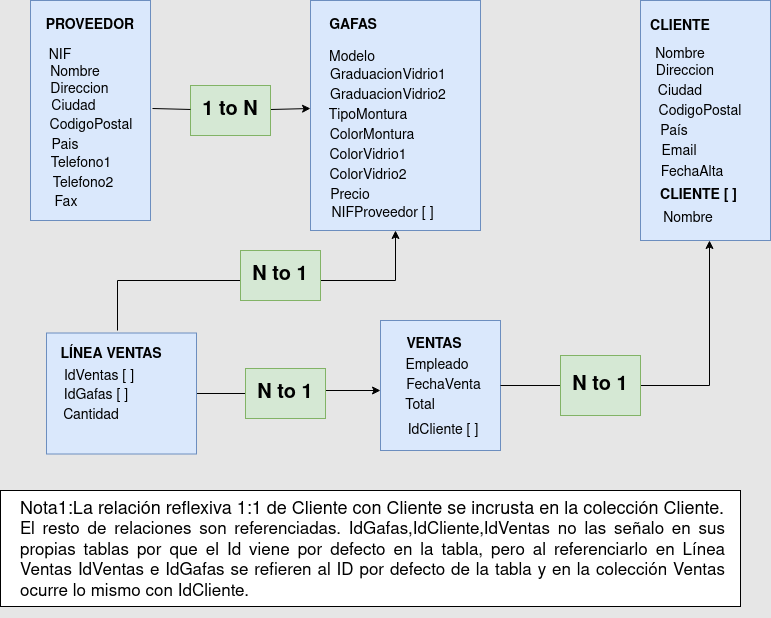 PROVEEDOR
NIF
Nombre
Direccion
Ciudad
CodigoPostal
Pais
Telefono1
Telefono2
Fax
1 to N
GAFAS
Modelo
GraduacionVidrio1
GraduacionVidrio2
TipoMontura
ColorMontura
ColorVidrio1
ColorVidrio2
Precio
NIFProveedor [ ]
CLIENTE
Nombre
Direccion
Ciudad
CodigoPostal
País
Email
FechaAlta
CLIENTE [ ]
Nombre
N to 1
LÍNEA VENTAS
IdVentas [ ]
IdGafas [ ]
Cantidad
N to 1
VENTAS
Empleado
FechaVenta
Total
IdCliente [ ]
N to 1
Nota1:La relación reflexiva 1:1 de Cliente con Cliente se incrusta en la colección Cliente.
El resto de relaciones son referenciadas. IdGafas,IdCliente,IdVentas no las señalo en sus
propias tablas por que el Id viene por defecto en la tabla, pero al referenciarlo en Línea
Ventas IdVentas e IdGafas se refieren al ID por defecto de la tabla y en la colección Ventas
ocurre lo mismo con IdCliente.